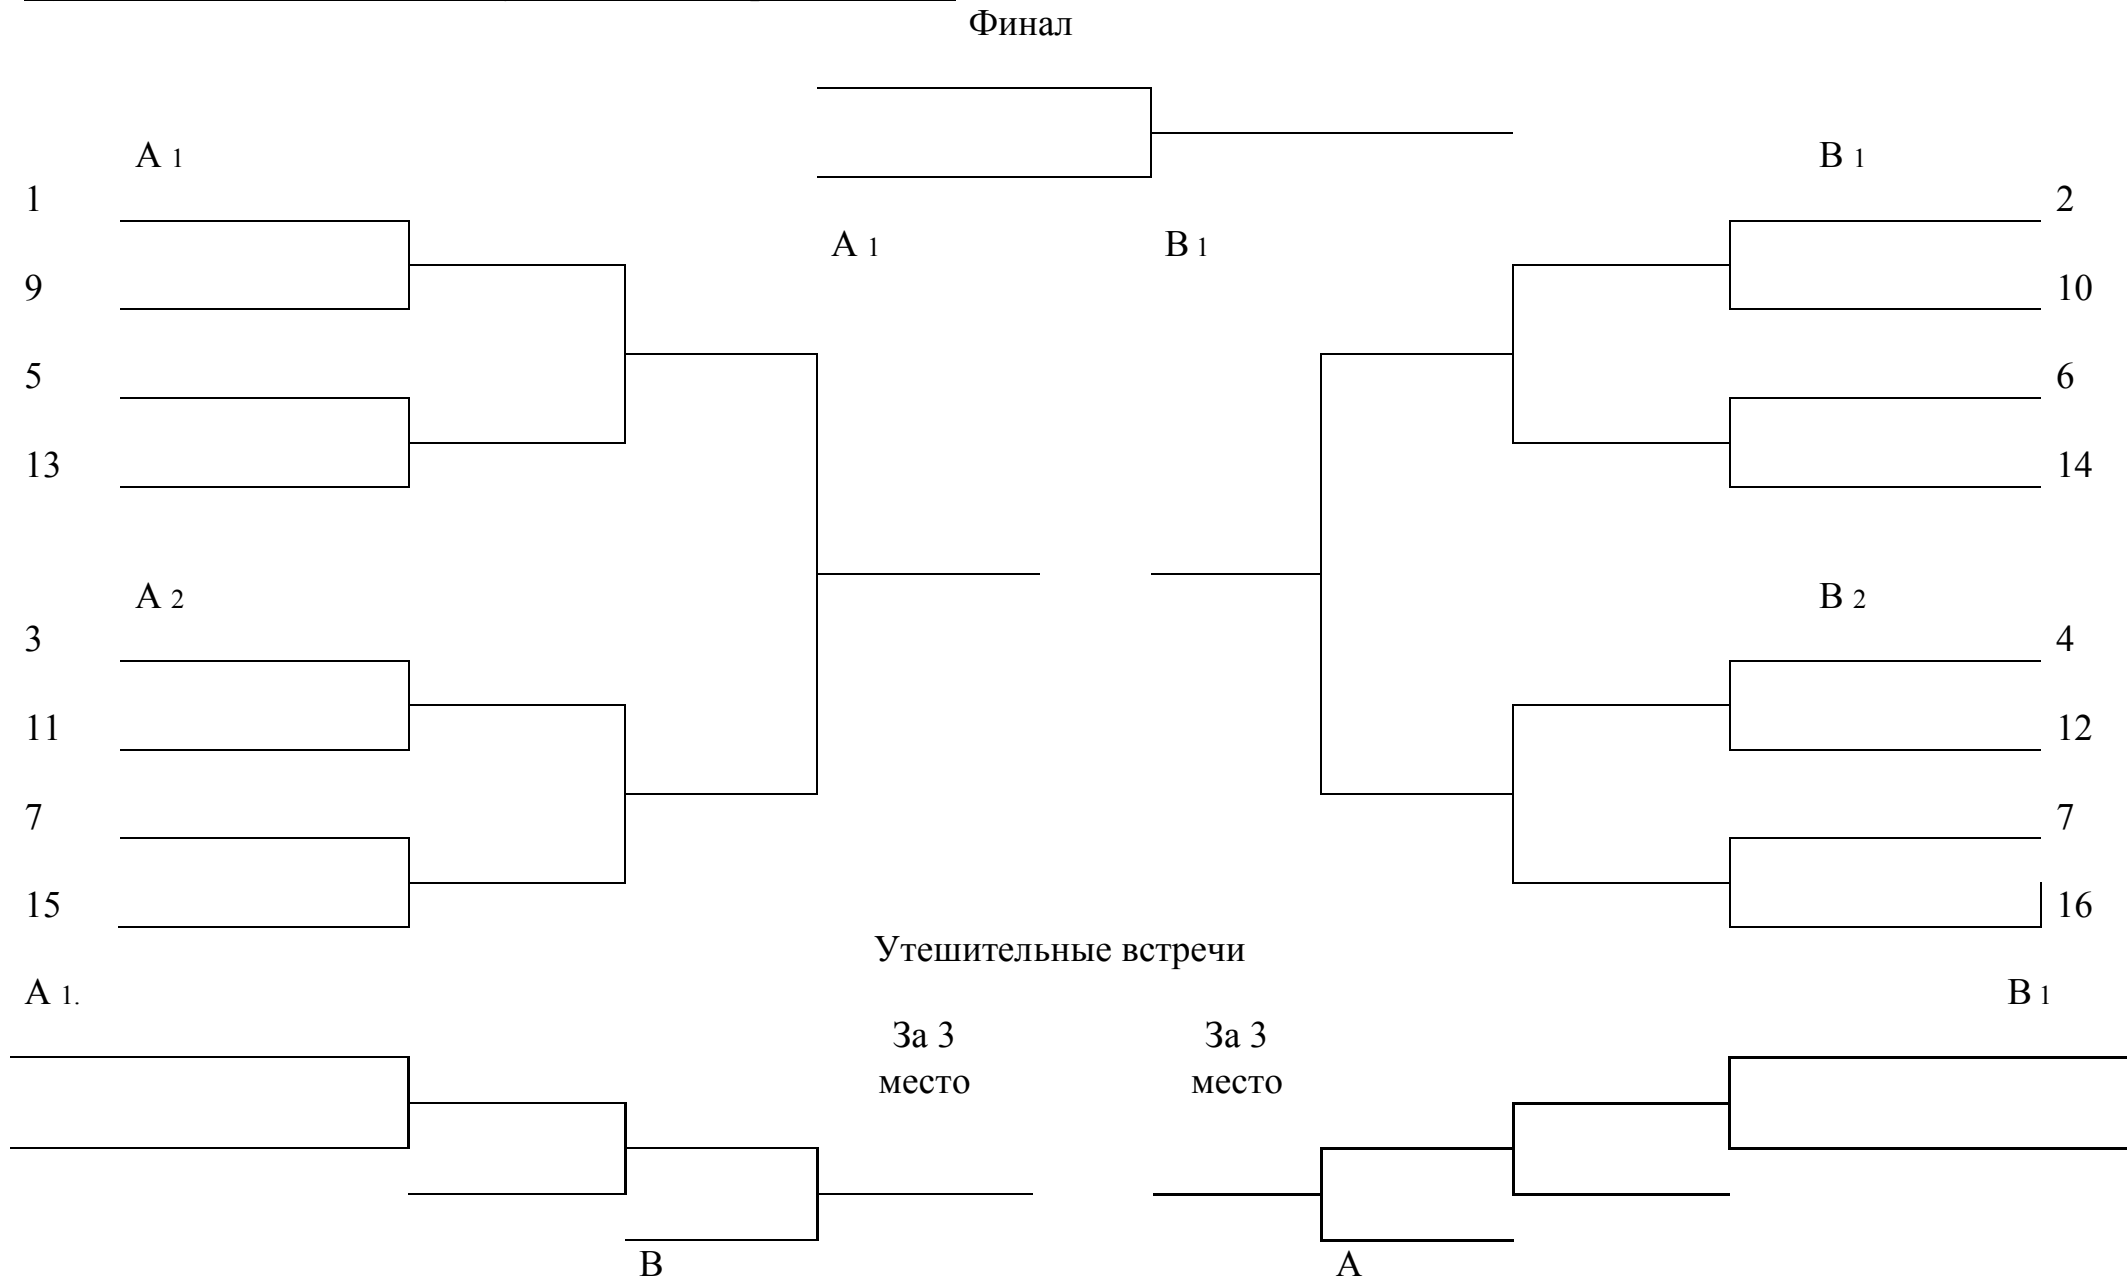 Финал
А 1 В 1
1 2
А 1 В 1
9 10
5 6
13 14
А 2 В 2
3 4
11 12
7 7
15 16
Утешительные встречи
А 1. В 1
За 3 За 3
место место
В А